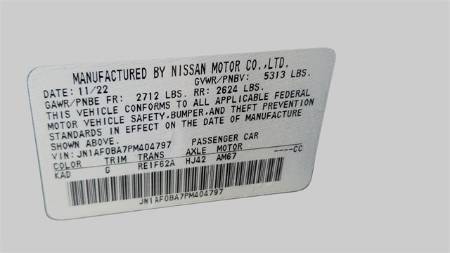 MANUFACTURED BY NISSAN MOTOR CO.,LTD.
DATE: 11/22 GVWR/PNBV: 5313 LBS.
GAWR/PNBE FR: 2712 LBS. RR: 2624 LBS.
THIS VEHICLE CONFORMS TO ALL APPLICABLE FEDERAL
MOTOR VEHICLE SAFETY,BUMPER,AND THEFT PREVENTION
STANDARDS IN EFFECT ON THE DATE OF MANUFACTURE
SHOWN ABOVE.
VIN: JN1AF0BA7PM404797 PASSENGER CAR
COLOR TRIM TRANS AXLE MOTOR ----CC
KAD G RE1F62A HJ42 AM67
JN1AF0BA7PM404797